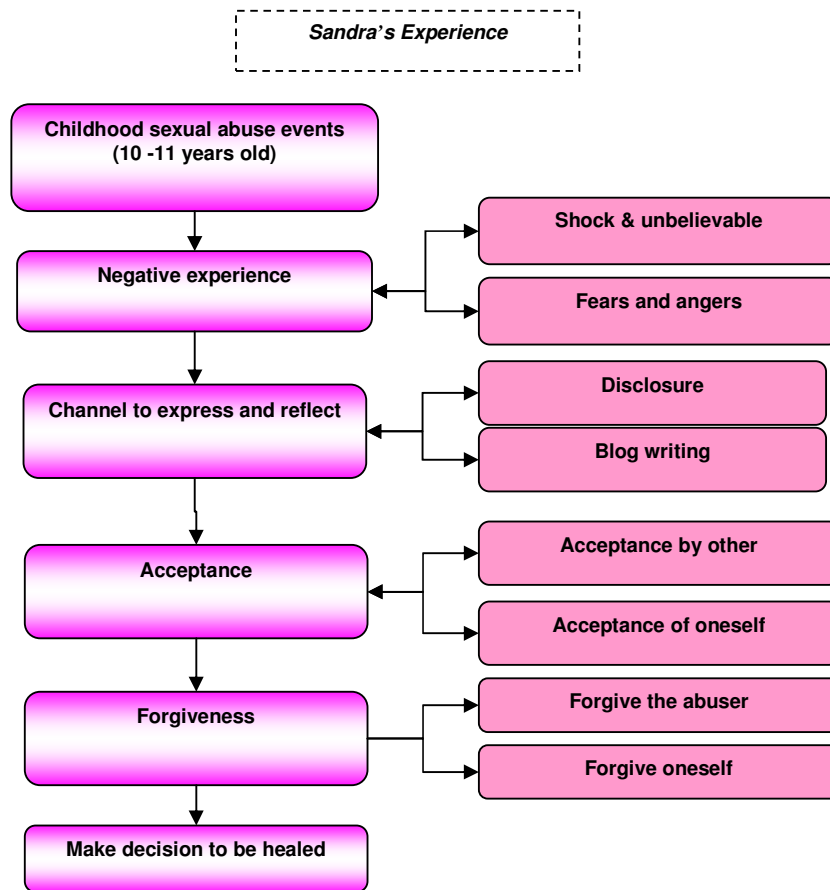 Sandra’s Experience
Childhood sexual abuse events
(10 -11 years old)
Shock & unbelievable
Negative experience
Fears and angers
Disclosure
Channel to express and reflect
Blog writing
Acceptance by other
Acceptance
Acceptance of oneself
Forgive the abuser
Forgiveness
Forgive oneself
Make decision to be healed